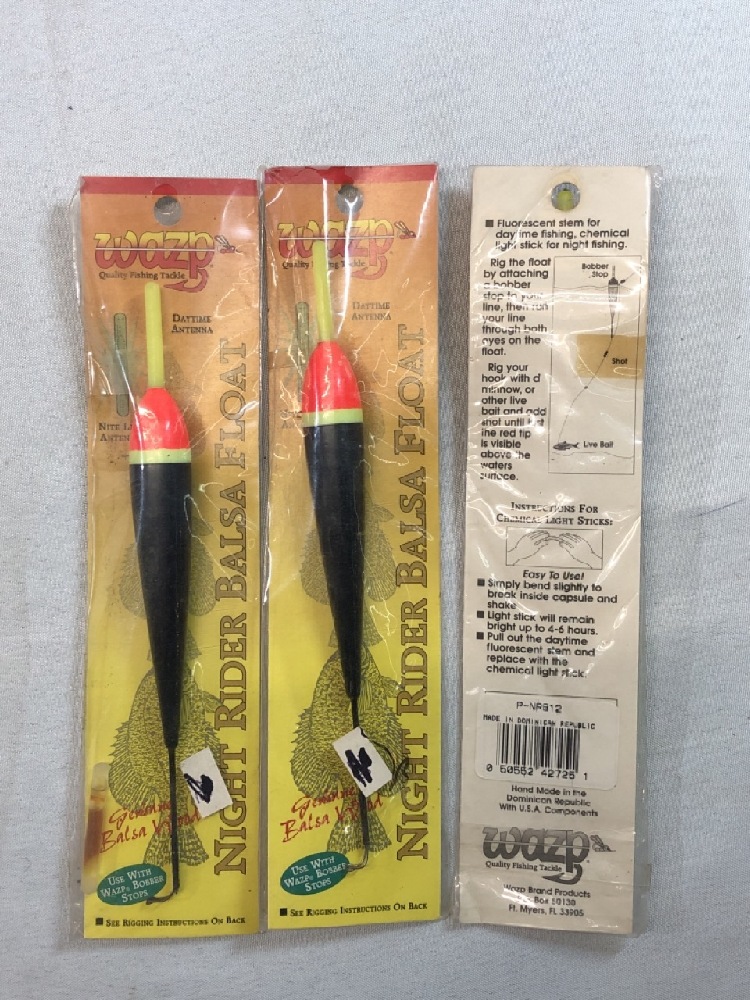 wazp
Quality Fishing Tackle
DAYTIME
ANTENNA
NITE
NIGHT RIDER BALSA FLOAT
Genuine
Balsa Wood
USE WITH
WAZP® BOBBER
STOPS
SEE RIGGING INSTRUCTIONS ON BACK
wazp
Quality Fishing Tackle
DAYTIME
ANTENNA
NIGHT RIDER BALSA FLOAT
Genuine
Balsa Wood
USE WITH
WAZP® BOBBER
STOPS
SEE RIGGING INSTRUCTIONS ON BACK
Fluorescent stem for
daytime fishing, chemical
light stick for night fishing.
Rig the float
by attaching
a bobber
stop to your
line, then run
your line
through both
eyes on the
float.
Rig your
hook with a
minnow, or
other live
bait and add
shot until just
the red tip
is visible
above the
waters
surface.
Bobber
Stop
Shot
Live Bait
INSTRUCTIONS FOR
CHEMICAL LIGHT STICKS:
Easy To Use!
Simply bend slightly to
break inside capsule and
shake
Light stick will remain
bright up to 4-6 hours.
Pull out the daytime
fluorescent stem and
replace with the
chemical light stick.
P-NR612
MADE IN DOMINICAN REPUBLIC
0 50552 42725 1
Hand Made in the
Dominican Republic
With U.S.A. Components
wazp
Quality Fishing Tackle
Wazp Brand Products
Box 50138
Ft. Myers, FL 33905